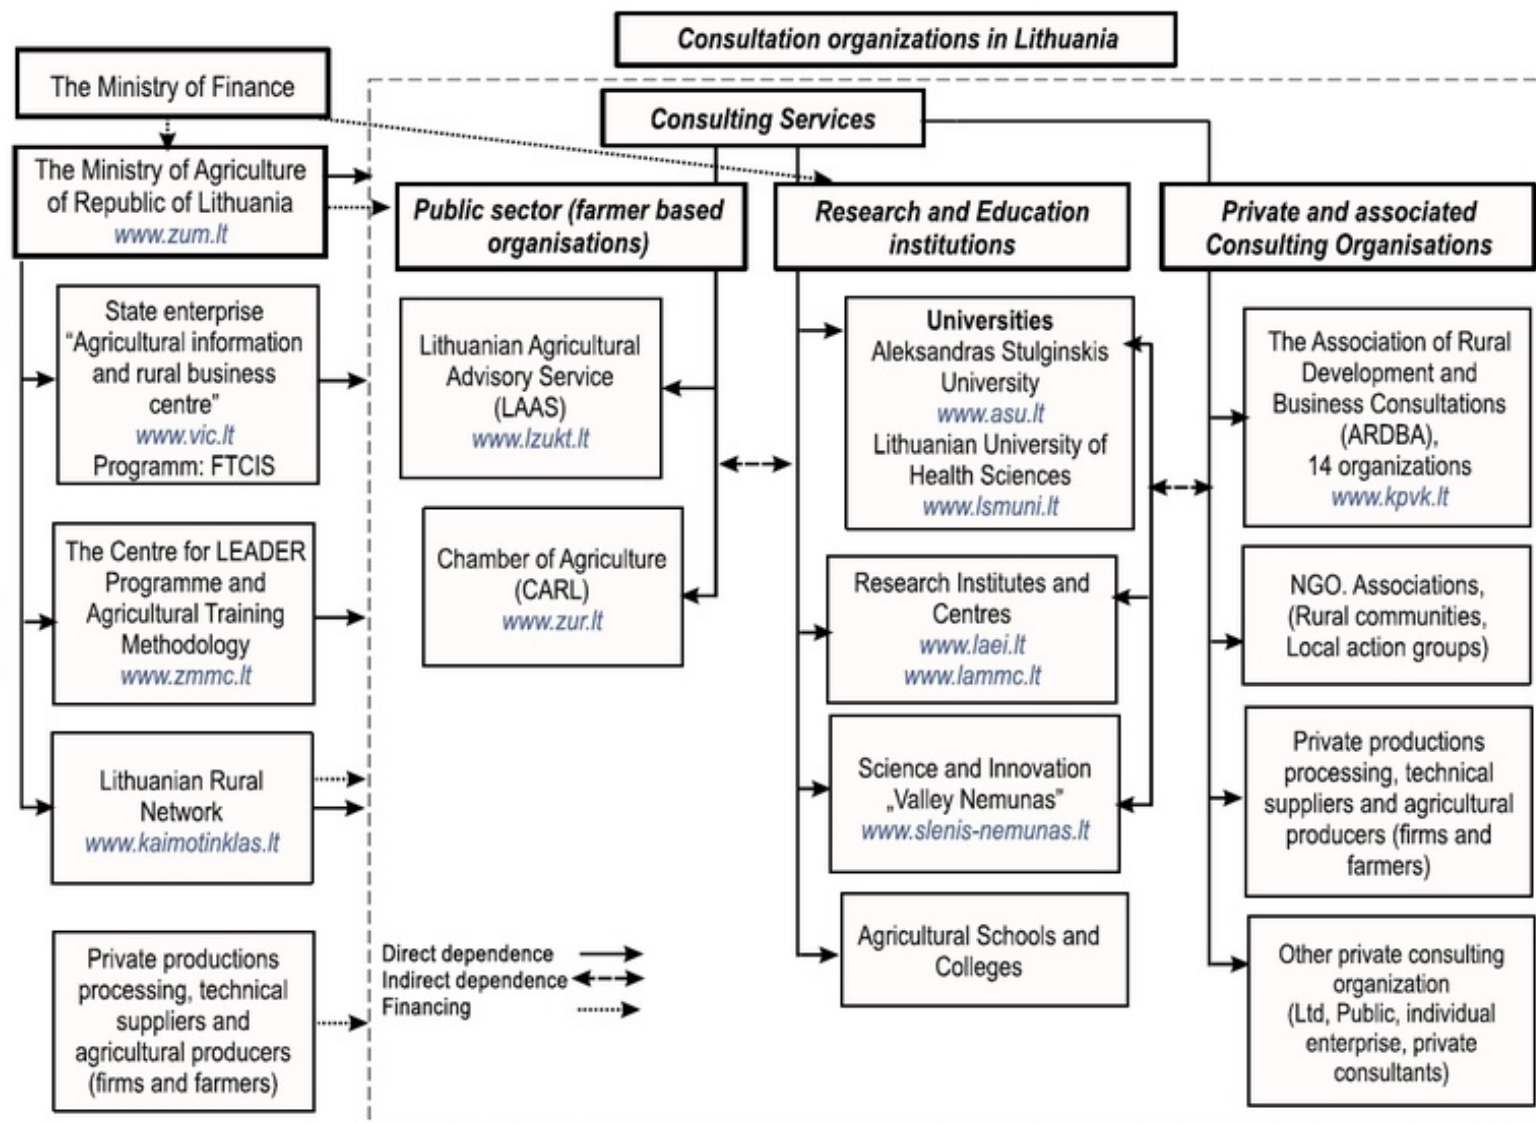 Consultation organizations in Lithuania
The Ministry of Finance
Consulting Services
The Ministry of Agriculture
of Republic of Lithuania
www.zum.lt
Public sector (farmer based
organisations)
Research and Education
institutions
Private and associated
Consulting Organisations
State enterprise
"Agricultural information
and rural business
centre"
www.vic.lt
Programm: FTCIS
The Centre for LEADER
Programme and
Agricultural Training
Methodology
www.zmmc.lt
Lithuanian Rural
Network
www.kaimotinklas.lt
Private productions
processing, technical
suppliers and
agricultural producers
(firms and farmers)
Lithuanian Agricultural
Advisory Service
(LAAS)
www.lzukt.lt
Chamber of Agriculture
(CARL)
www.zur.lt
Direct dependence
Indirect dependence
Financing
Universities
Aleksandras Stulginskis
University
www.asu.lt
Lithuanian University of
Health Sciences
www.lsmuni.lt
Research Institutes and
Centres
www.laei.lt
www.lammc.lt
Science and Innovation
„Valley Nemunas”
www.slenis-nemunas.lt
Agricultural Schools and
Colleges
The Association of Rural
Development and
Business Consultations
(ARDBA),
14 organizations
www.kpvk.lt
NGO. Associations,
(Rural communities,
Local action groups)
Private productions
processing, technical
suppliers and agricultural
producers (firms and
farmers)
Other private consulting
organization
(Ltd, Public, individual
enterprise, private
consultants)